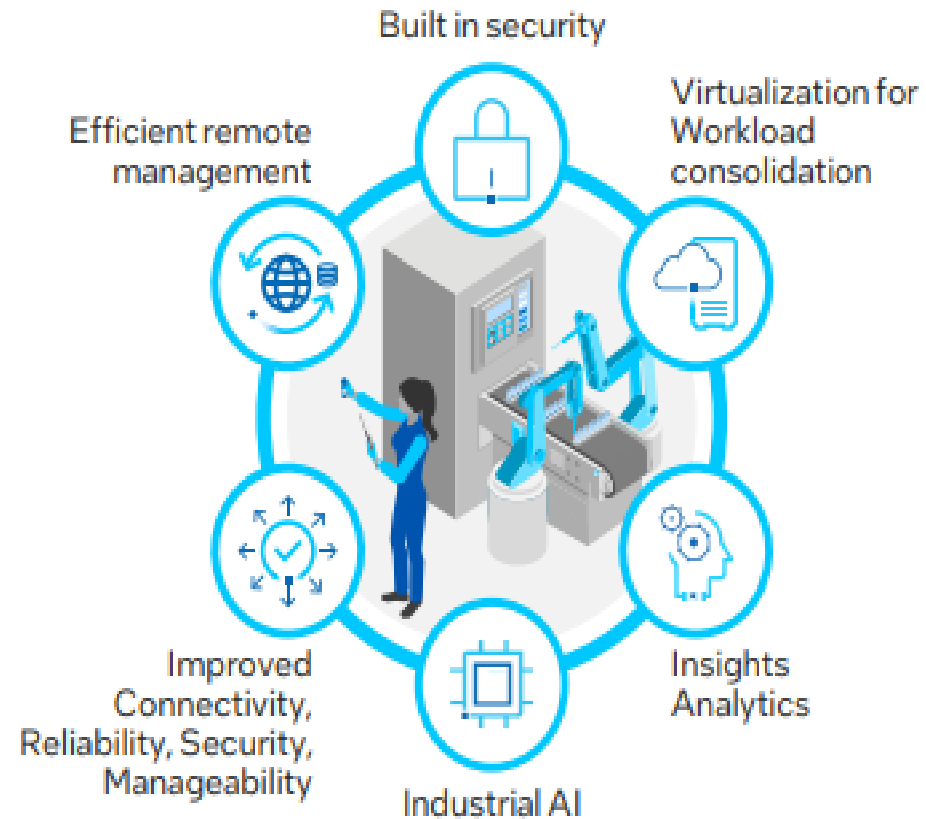 Built in security
Virtualization for
Workload
consolidation
Efficient remote
management
Improved
Connectivity,
Reliability, Security,
Manageability
Insights
Analytics
Industrial AI